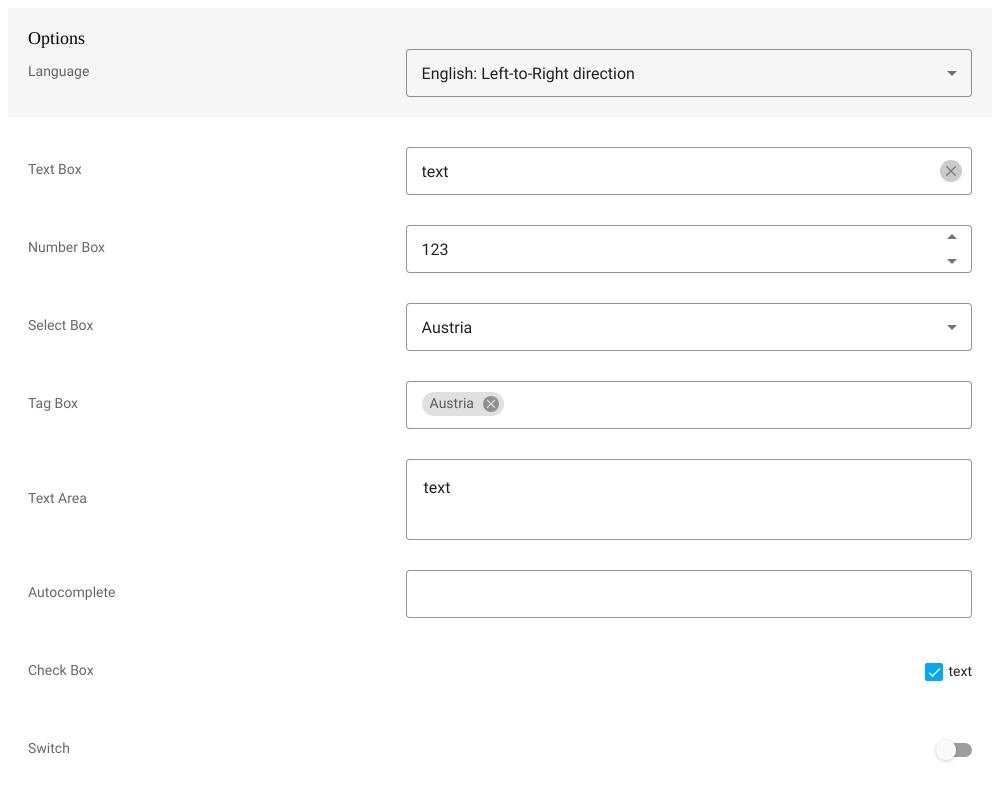 Options
Language
English: Left-to-Right direction
Text Box
text
Number Box
123
Select Box
Austria
Tag Box
Austria
Text Area
text
Autocomplete
Check Box
text
Switch